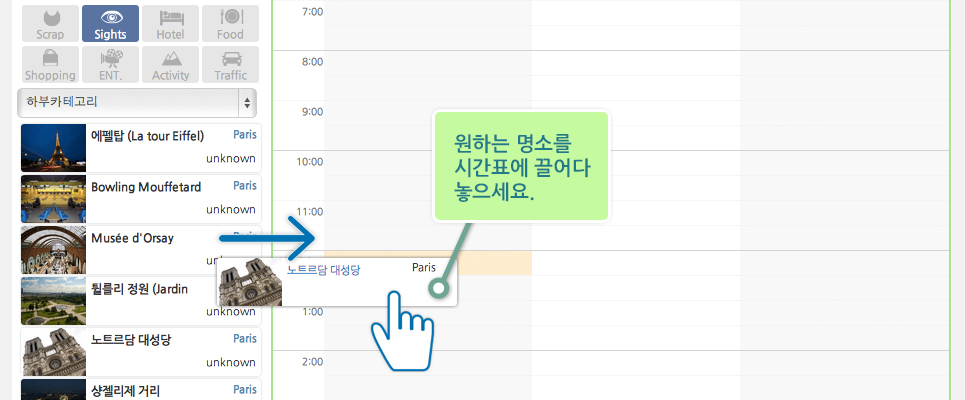 Scrap
Sights
Hotel
Food
Shopping
ENT.
Activity
Traffic
하부카테고리
에펠탑 (La tour Eiffel)
Paris
unknown
Bowling Mouffetard
Paris
unknown
Musée d'Orsay
튈를리 정원 (Jardin
unknown
노트르담 대성당
Paris
unknown
샹젤리제 거리
Paris
7:00
8:00
9:00
10:00
11:00
1:00
2:00
원하는 명소를
시간표에 끌어다
놓으세요.
노트르담 대성당
Paris